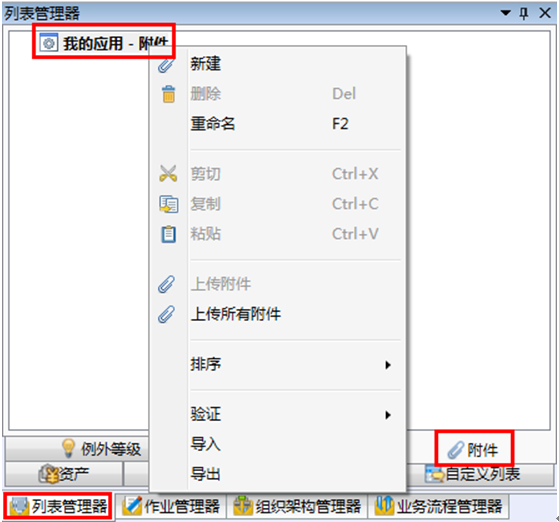 列表管理器
我的应用 - 附件
新建
删除 Del
重命名 F2
剪切 Ctrl+X
复制 Ctrl+C
粘贴 Ctrl+V
上传附件
上传所有附件
排序
验证
导入
导出
例外等级 附件
资产 自定义列表
列表管理器 作业管理器 组织架构管理器 业务流程管理器